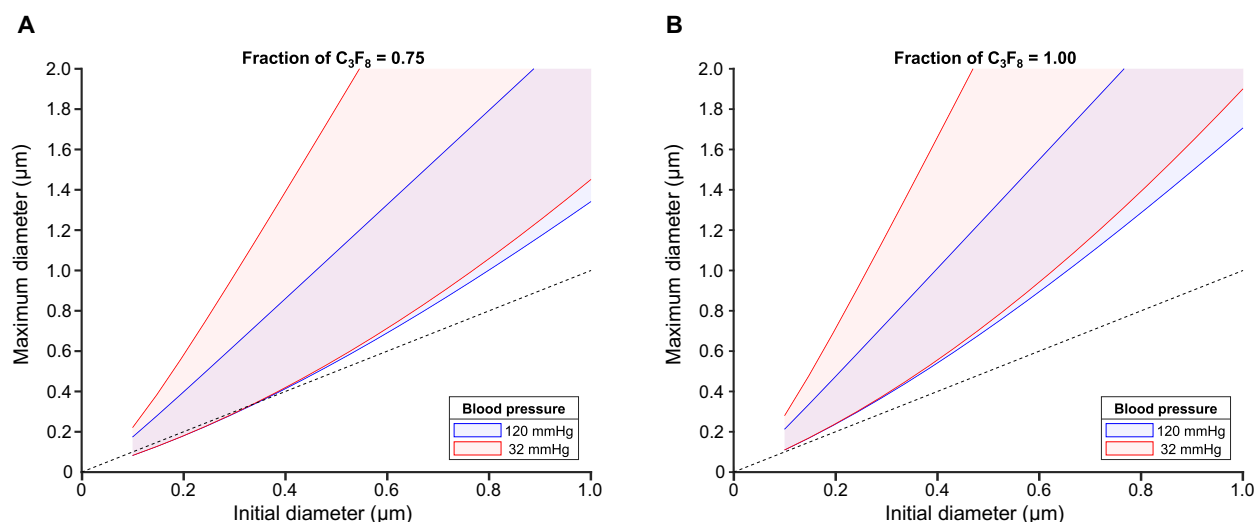 A
Fraction of C₃F₈ = 0.75
Maximum diameter (μm)
2.0
1.8
1.6
1.4
1.2
1.0
0.8
0.6
0.4
0.2
0
0
0.2
0.4
0.6
0.8
1.0
Initial diameter (μm)
Blood pressure
120 mmHg
32 mmHg
B
Fraction of C₃F₈ = 1.00
Maximum diameter (μm)
2.0
1.8
1.6
1.4
1.2
1.0
0.8
0.6
0.4
0.2
0
0
0.2
0.4
0.6
0.8
1.0
Initial diameter (μm)
Blood pressure
120 mmHg
32 mmHg